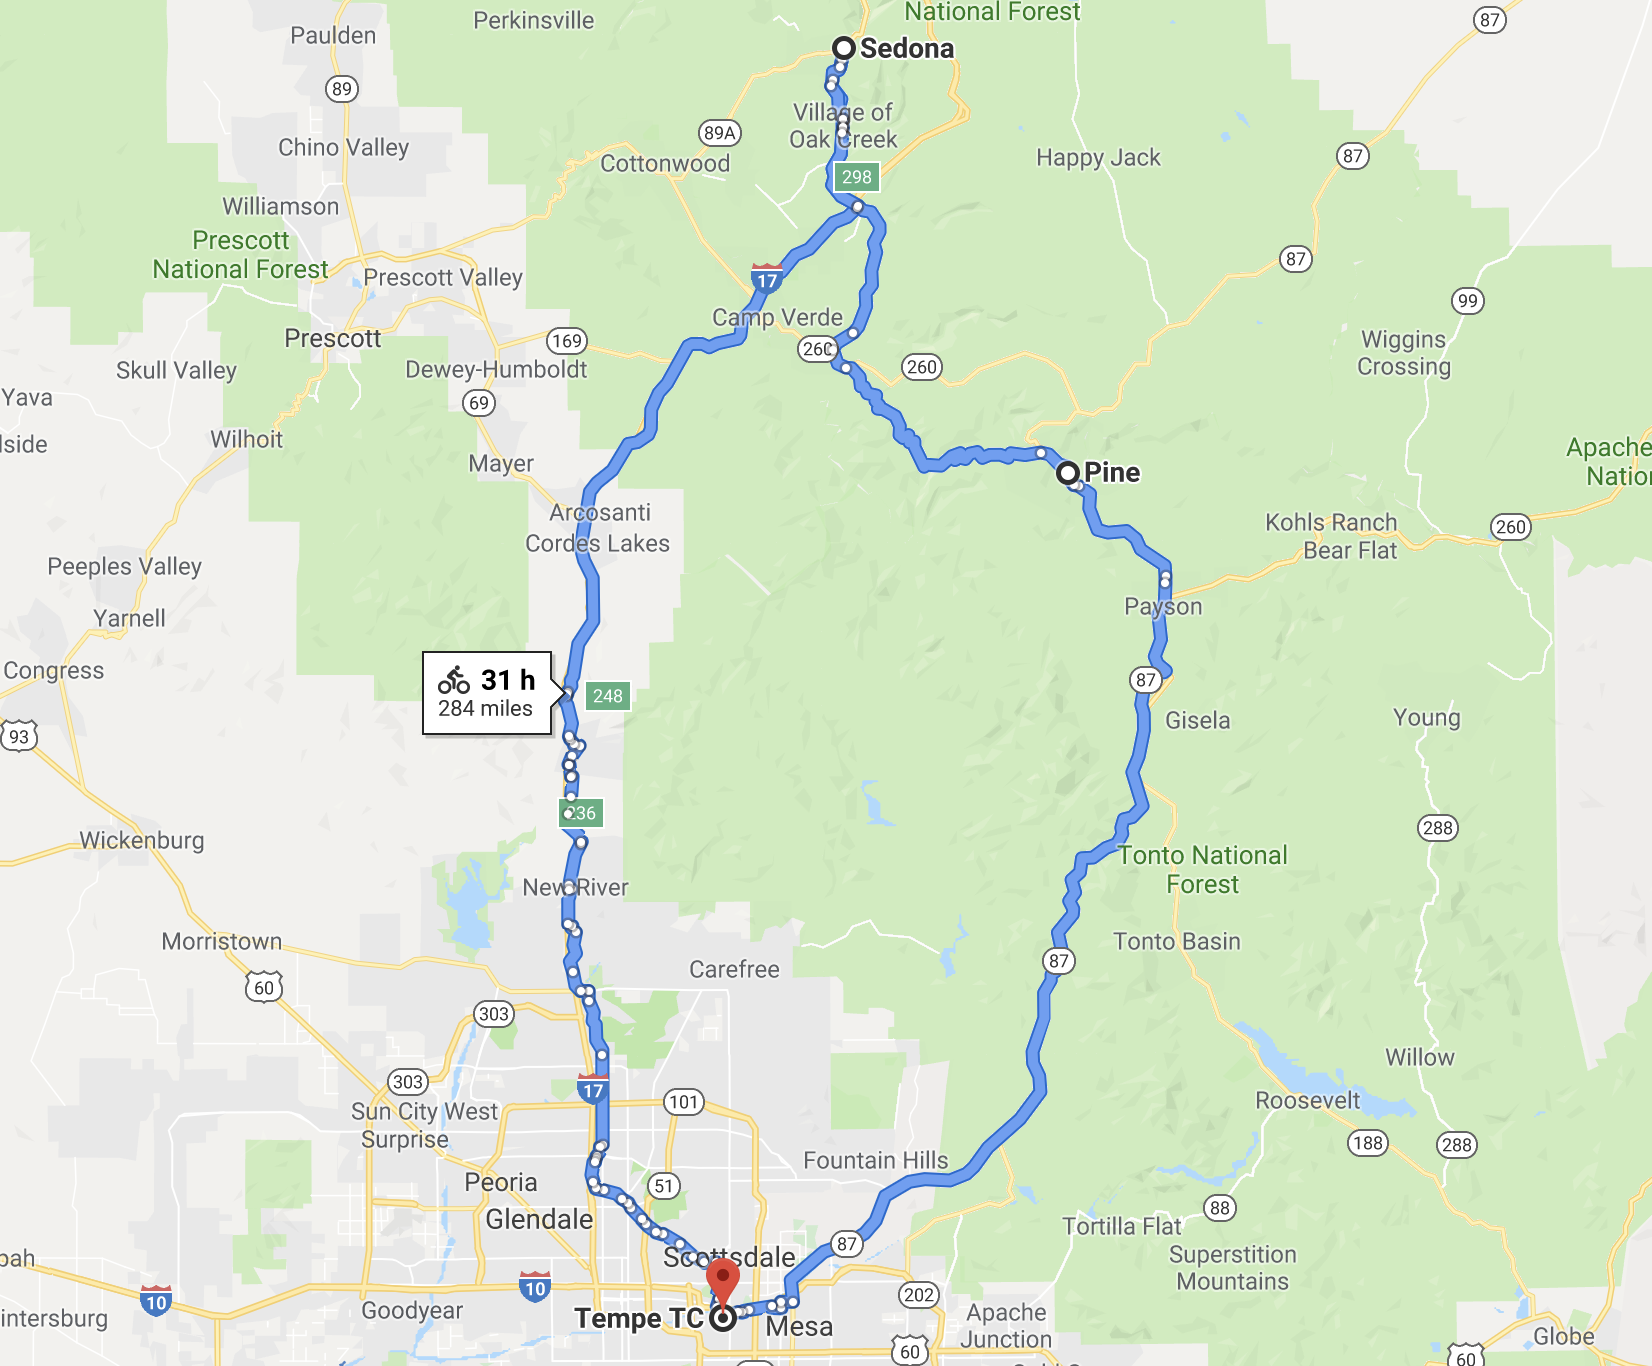 National Forest
Perkinsville
87
Paulden
Sedona
89
Village of
Oak Creek
89A
Chino Valley
Cottonwood
Happy Jack
87
298
Williamson
Prescott
National Forest
87
Prescott Valley
17
99
Camp Verde
Prescott
169
260
260
Wiggins
Crossing
Skull Valley
Dewey-Humboldt
Yava
69
lside
Wilhoit
Apache
Natio
Mayer
Pine
Arcosanti
Kohls Ranch
Bear Flat
260
Cordes Lakes
Peeples Valley
Payson
Yarnell
Congress
31 h
284 miles
248
87
Gisela
Young
93
236
288
Wickenburg
Tonto National
Forest
New River
Morristown
Tonto Basin
87
Carefree
60
303
Willow
303
17
101
Roosevelt
Sun City West
Surprise
188
288
Fountain Hills
Peoria
51
88
Glendale
Tortilla Flat
87
Scottsdale
Superstition
Mountains
bah
10
10
202
Goodyear
intersburg
Tempe TC
Mesa
Apache
Junction
Globe
60
60